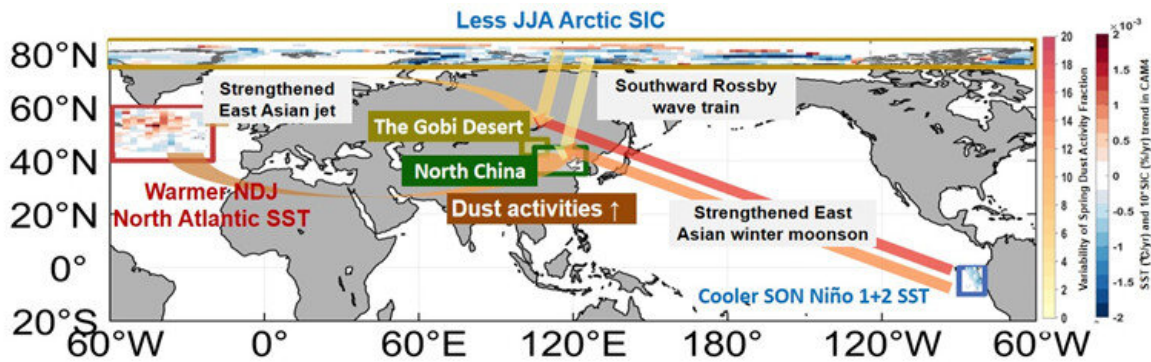 Less JJA Arctic SIC
80°N
60°N
40°N
20°N
0°
20°S
60°W
0°
60°E
120°E
180°W
120°W
60°W
Strengthened
East Asian jet
Southward Rossby
wave train
The Gobi Desert
North China
Dust activities ↑
Warmer NDJ
North Atlantic SST
Strengthened East
Asian winter moonson
Cooler SON Niño 1+2 SST
20
18
16
14
12
10
8
6
4
2
0
Variability of Spring Dust Activity Fraction
×10⁻³
2
1.5
1
0.5
0
-0.5
-1
-1.5
-2
SST (℃/yr) and 10*SIC (%/yr) trend in CAM4